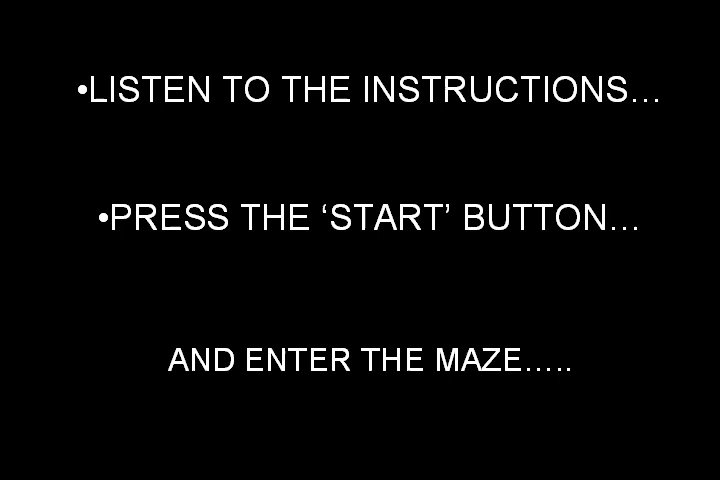 •LISTEN TO THE INSTRUCTIONS…
•PRESS THE ‘START’ BUTTON…
AND ENTER THE MAZE…..